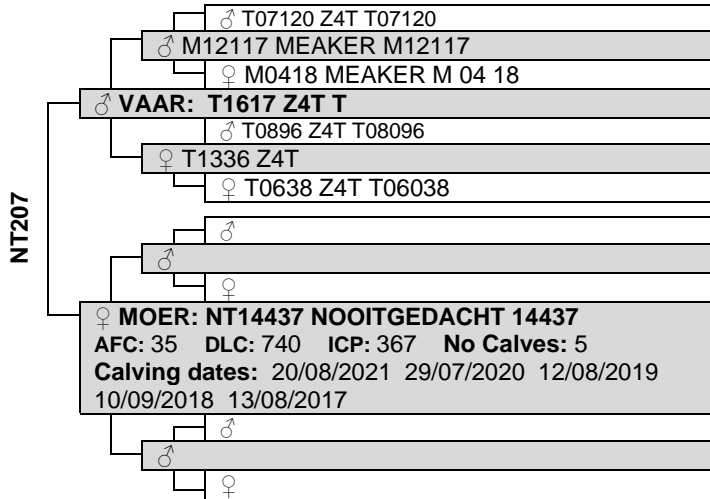 ♂ T07120 Z4T T07120
♂ M12117 MEAKER M12117
♀ M0418 MEAKER M 04 18
♂ VAAR: T1617 Z4T T
♂ T0896 Z4T T08096
♀ T1336 Z4T
♀ T0638 Z4T T06038
NT207
♂
♂
♀
♀ MOER: NT14437 NOOITGEDACHT 14437
AFC: 35 DLC: 740 ICP: 367 No Calves: 5
Calving dates: 20/08/2021 29/07/2020 12/08/2019
10/09/2018 13/08/2017
♂
♂
♀